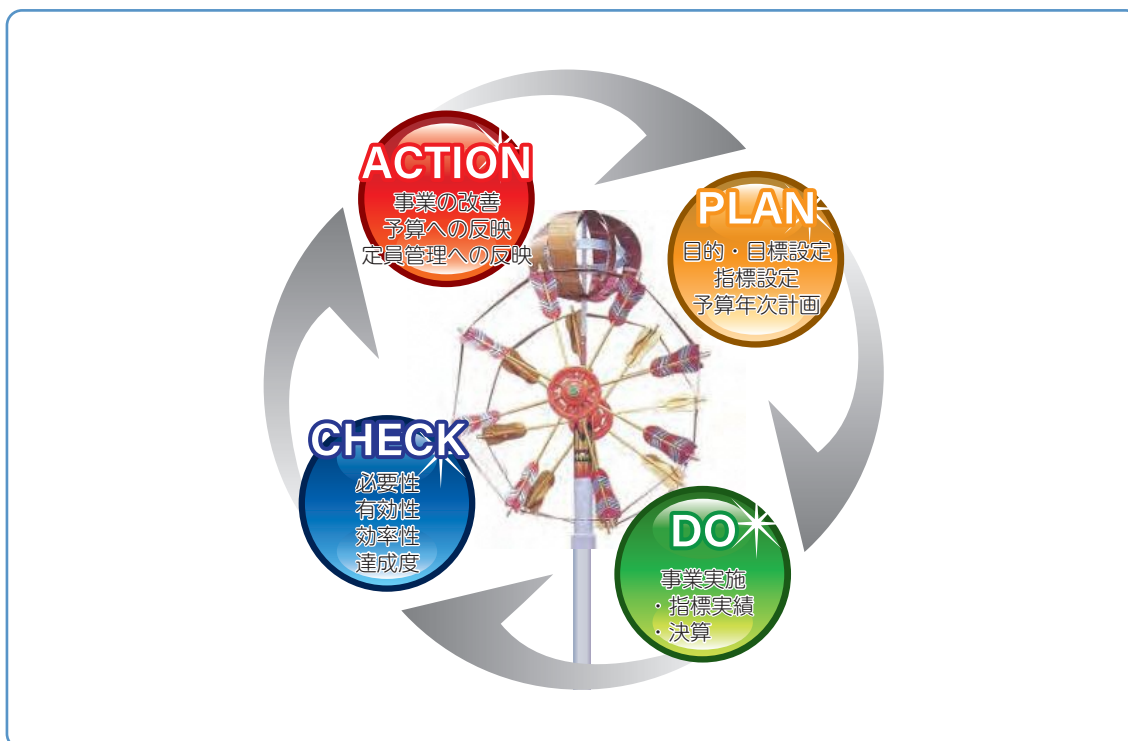 ACTION
事業の改善
予算への反映
定員管理への反映
PLAN
目的・目標設定
指標設定
予算年次計画
DO
事業実施
・指標実績
・決算
CHECK
必要性
有効性
効率性
達成度